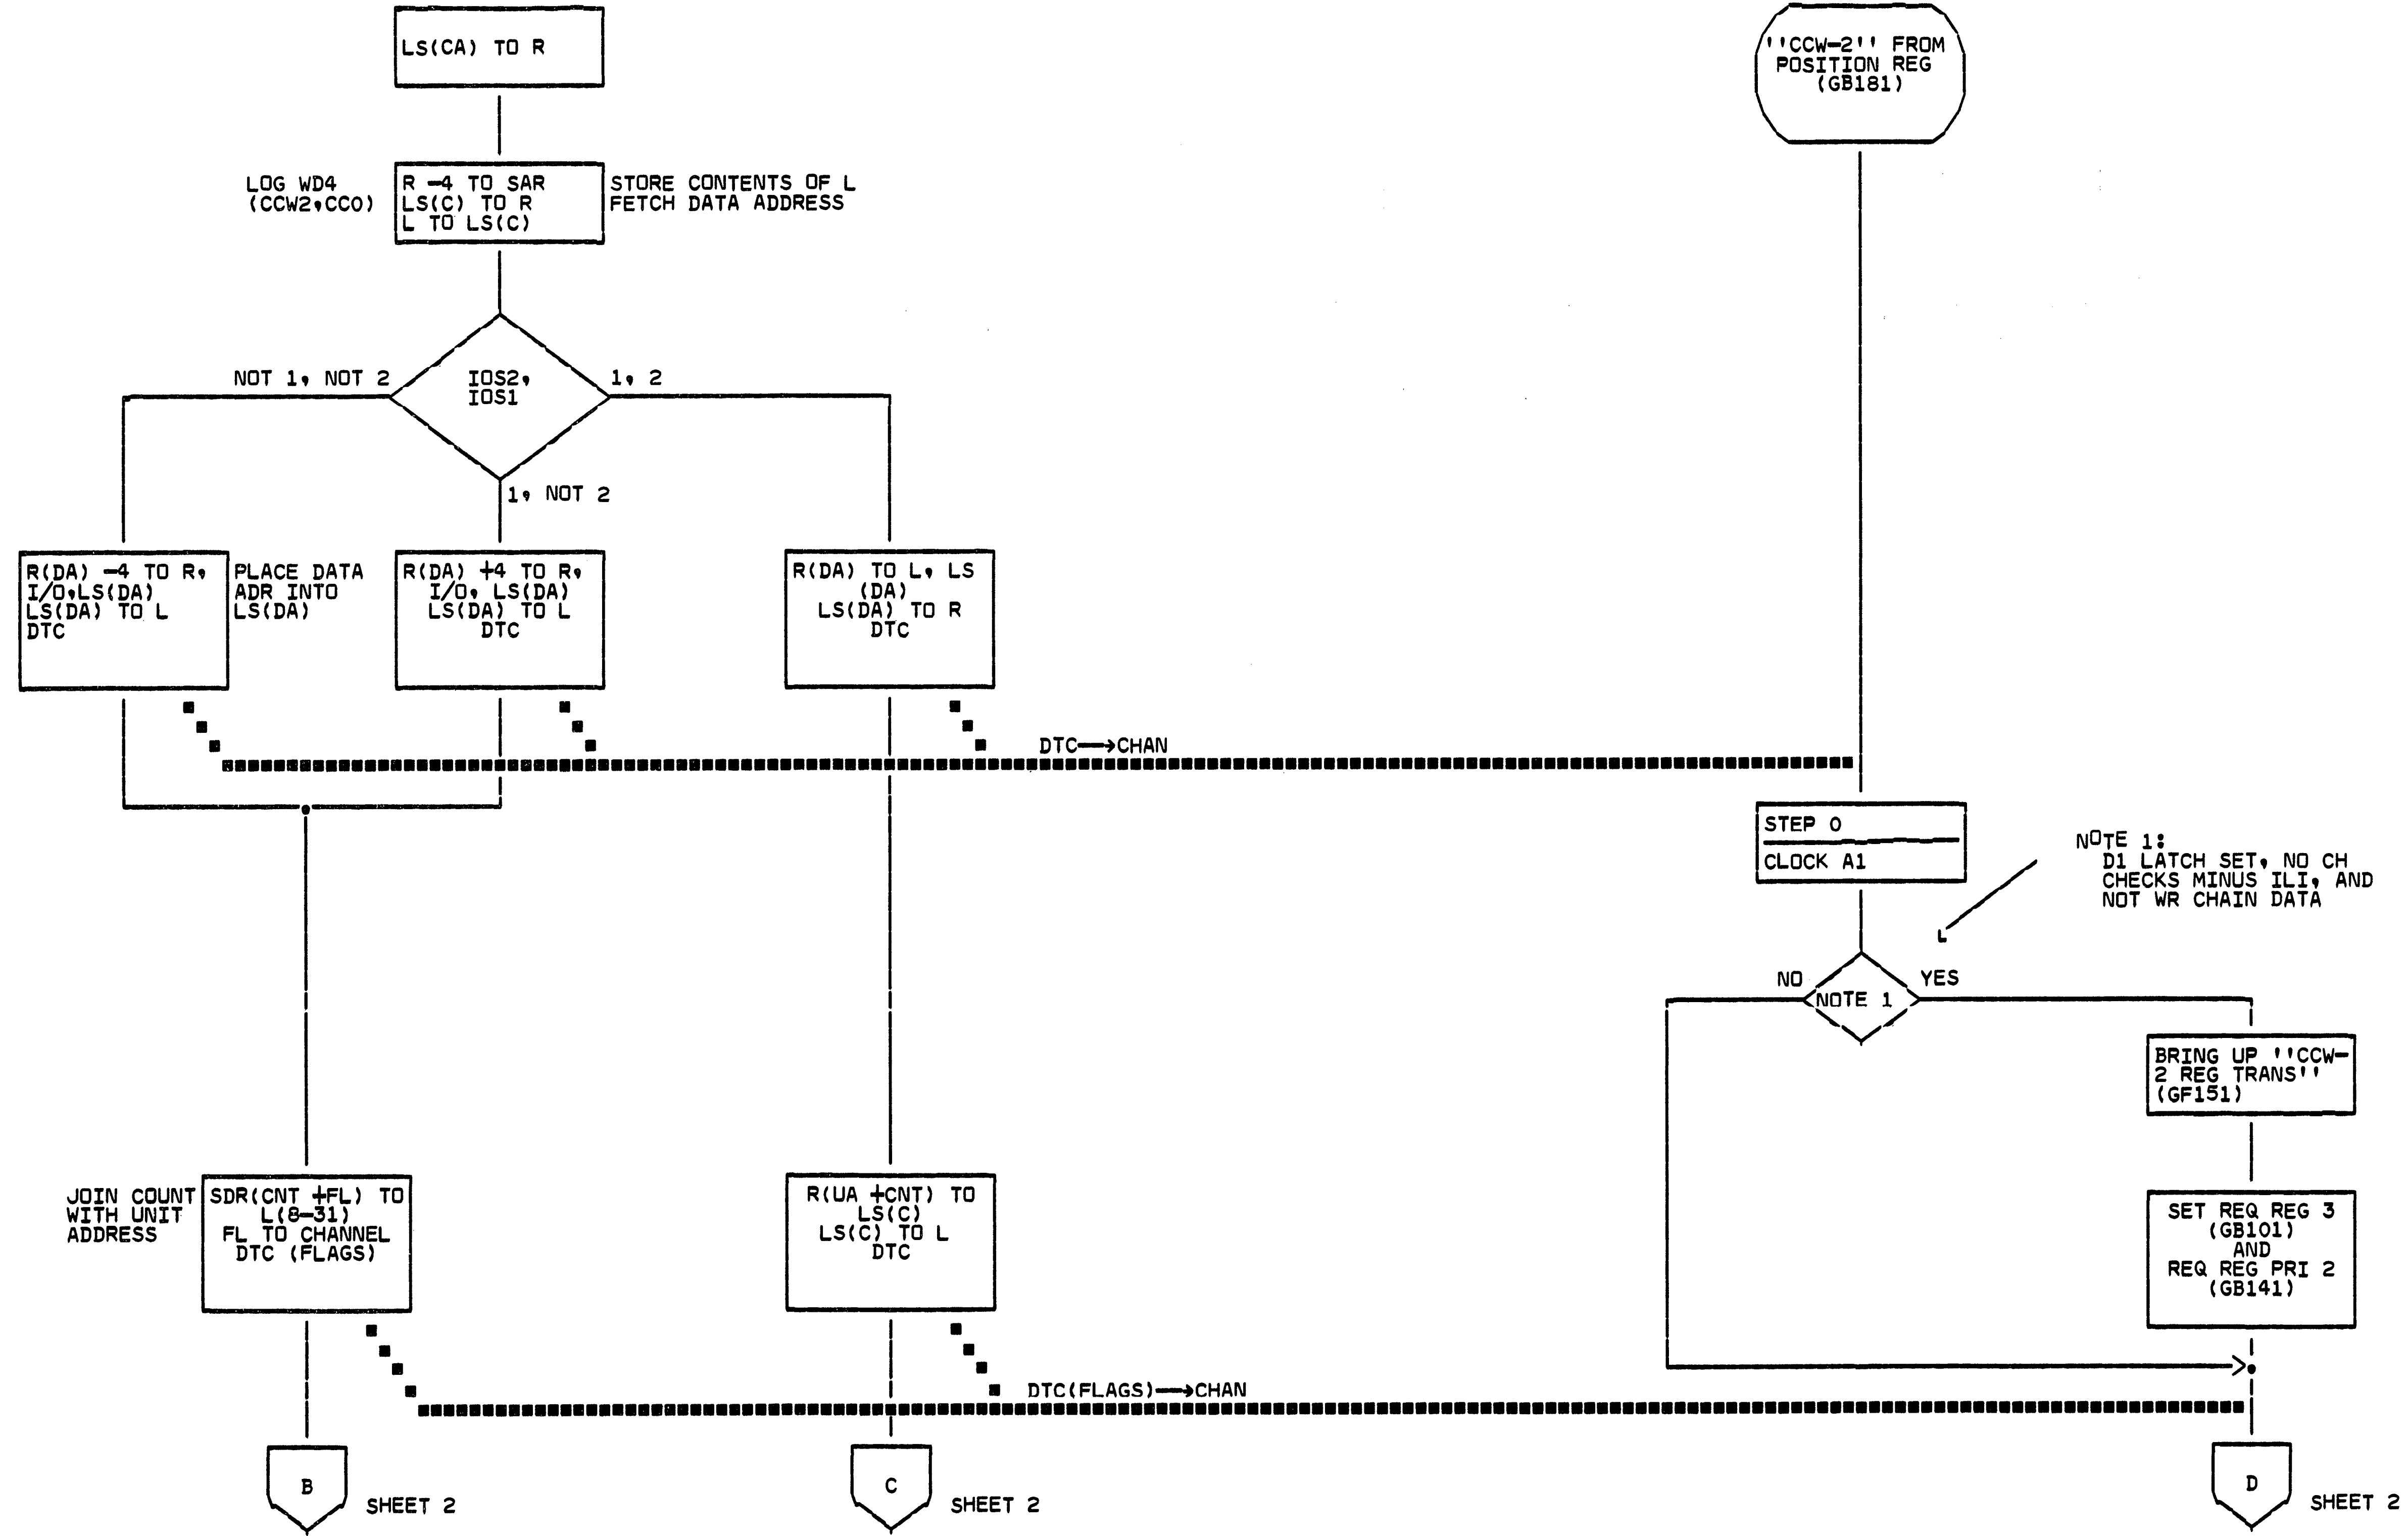 LS(CA) TO R
''CCW-2'' FROM
POSITION REG
(GB181)
LOG WD4
(CCW2,CC0)
R -4 TO SAR
LS(C) TO R
L TO LS(C)
STORE CONTENTS OF L
FETCH DATA ADDRESS
IOS2,
IOS1
NOT 1, NOT 2
1, 2
1, NOT 2
R(DA) -4 TO R,
I/O,LS(DA)
LS(DA) TO L
DTC
PLACE DATA
ADR INTO
LS(DA)
R(DA) +4 TO R,
I/O, LS(DA)
LS(DA) TO L
DTC
R(DA) TO L, LS
(DA)
LS(DA) TO R
DTC
DTC→CHAN
STEP 0
CLOCK A1
NOTE 1:
D1 LATCH SET, NO CH
CHECKS MINUS ILI, AND
NOT WR CHAIN DATA
NO
NOTE 1
YES
BRING UP ''CCW-
2 REG TRANS''
(GF151)
JOIN COUNT
WITH UNIT
ADDRESS
SDR(CNT +FL) TO
L(8-31)
FL TO CHANNEL
DTC (FLAGS)
R(UA +CNT) TO
LS(C)
LS(C) TO L
DTC
SET REQ REG 3
(GB101)
AND
REQ REG PRI 2
(GB141)
DTC(FLAGS)→CHAN
B
SHEET 2
C
SHEET 2
D
SHEET 2